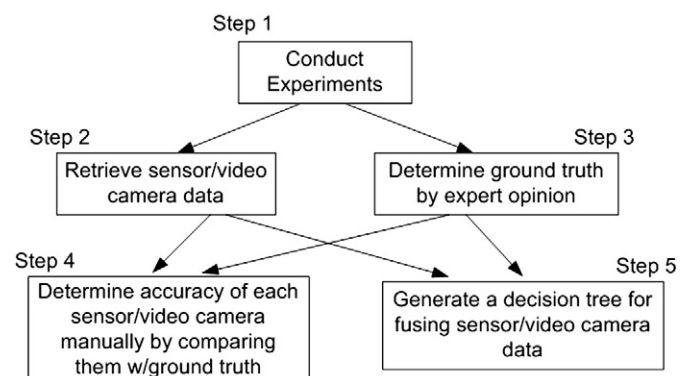 Step 1
Conduct
Experiments
Step 2
Step 3
Retrieve sensor/video
camera data
Determine ground truth
by expert opinion
Step 4
Step 5
Determine accuracy of each
sensor/video camera
manually by comparing
them w/ground truth
Generate a decision tree for
fusing sensor/video camera
data